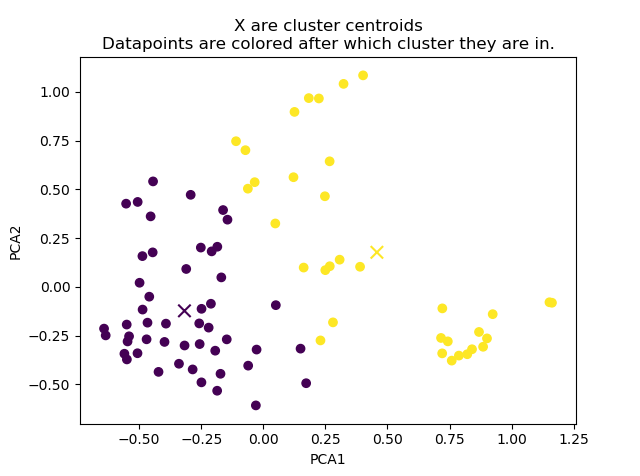 X are cluster centroids
Datapoints are colored after which cluster they are in.
1.00
0.75
0.50
0.25
0.00
−0.25
−0.50
PCA2
−0.50 −0.25 0.00 0.25 0.50 0.75 1.00 1.25
PCA1